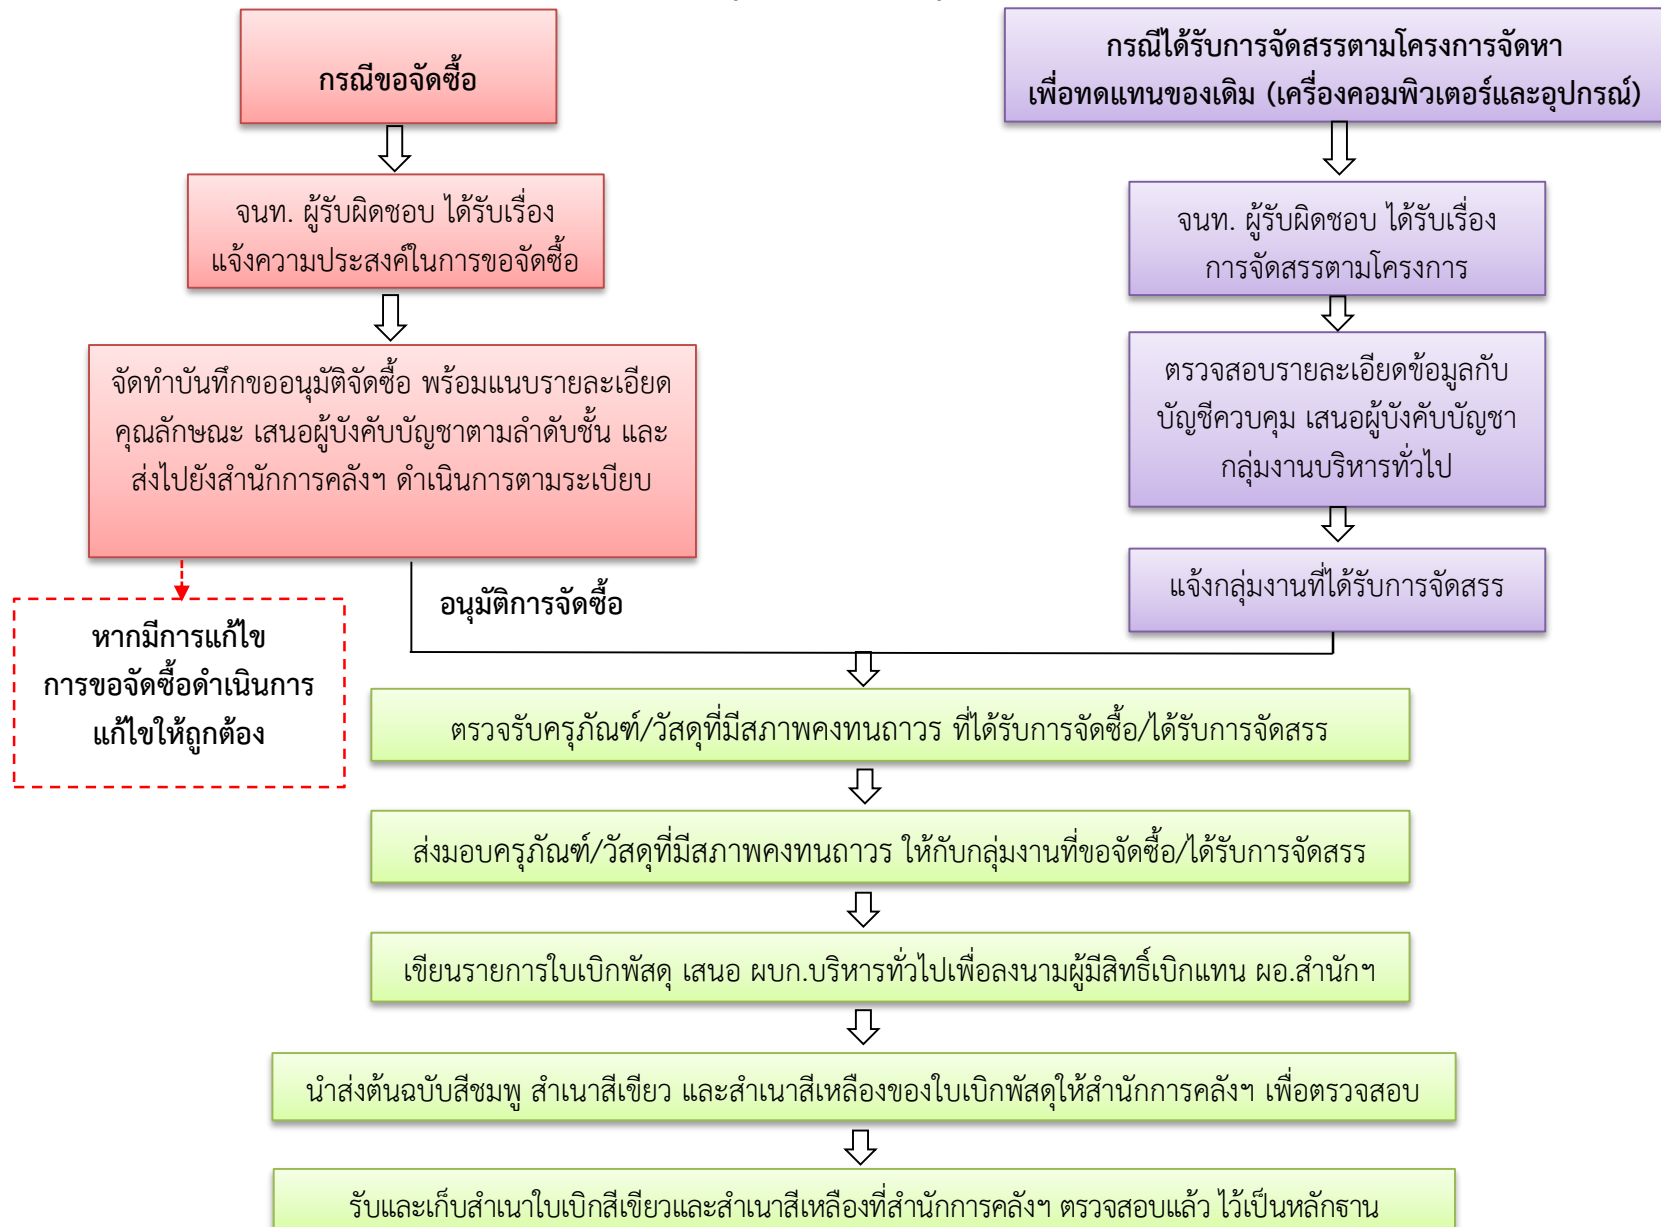 กรณีขอจัดซื้อ
กรณีได้รับการจัดสรรตามโครงการจัดหา
เพื่อทดแทนของเดิม (เครื่องคอมพิวเตอร์และอุปกรณ์)
จนท. ผู้รับผิดชอบ ได้รับเรื่อง
แจ้งความประสงค์ในการขอจัดซื้อ
จนท. ผู้รับผิดชอบ ได้รับเรื่อง
การจัดสรรตามโครงการ
จัดทำบันทึกขออนุมัติจัดซื้อ พร้อมแนบรายละเอียด
คุณลักษณะ เสนอผู้บังคับบัญชาตามลำดับชั้น และ
ส่งไปยังสำนักการคลังฯ ดำเนินการตามระเบียบ
ตรวจสอบรายละเอียดข้อมูลกับ
บัญชีควบคุม เสนอผู้บังคับบัญชา
กลุ่มงานบริหารทั่วไป
แจ้งกลุ่มงานที่ได้รับการจัดสรร
อนุมัติการจัดซื้อ
หากมีการแก้ไข
การขอจัดซื้อดำเนินการ
แก้ไขให้ถูกต้อง
ตรวจรับครุภัณฑ์/วัสดุที่มีสภาพคงทนถาวร ที่ได้รับการจัดซื้อ/ได้รับการจัดสรร
ส่งมอบครุภัณฑ์/วัสดุที่มีสภาพคงทนถาวร ให้กับกลุ่มงานที่ขอจัดซื้อ/ได้รับการจัดสรร
เขียนรายการใบเบิกพัสดุ เสนอ ผบก.บริหารทั่วไปเพื่อลงนามผู้มีสิทธิ์เบิกแทน ผอ.สำนักฯ
นำส่งต้นฉบับสีชมพู สำเนาสีเขียว และสำเนาสีเหลืองของใบเบิกพัสดุให้สำนักการคลังฯ เพื่อตรวจสอบ
รับและเก็บสำเนาใบเบิกสีเขียวและสำเนาสีเหลืองที่สำนักการคลังฯ ตรวจสอบแล้ว ไว้เป็นหลักฐาน